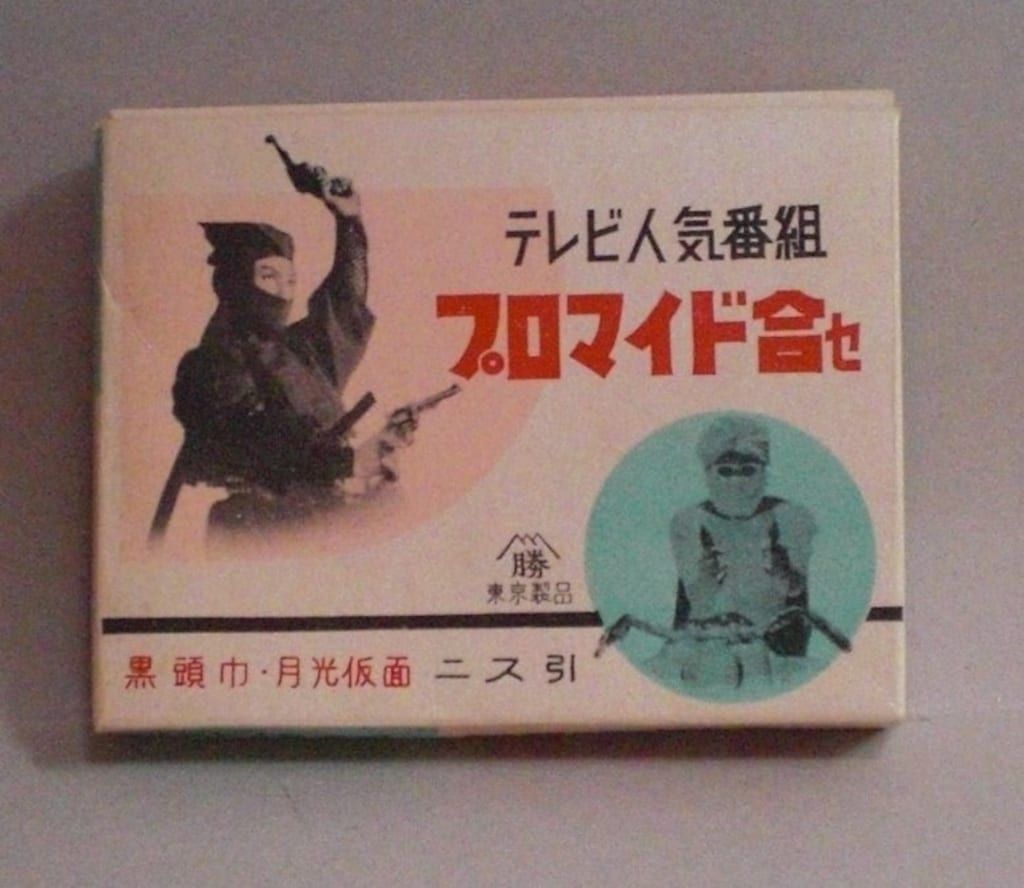 テレビ人気番組
プロマイド合セ
勝
東京製品
黒頭巾・月光仮面 ニス引